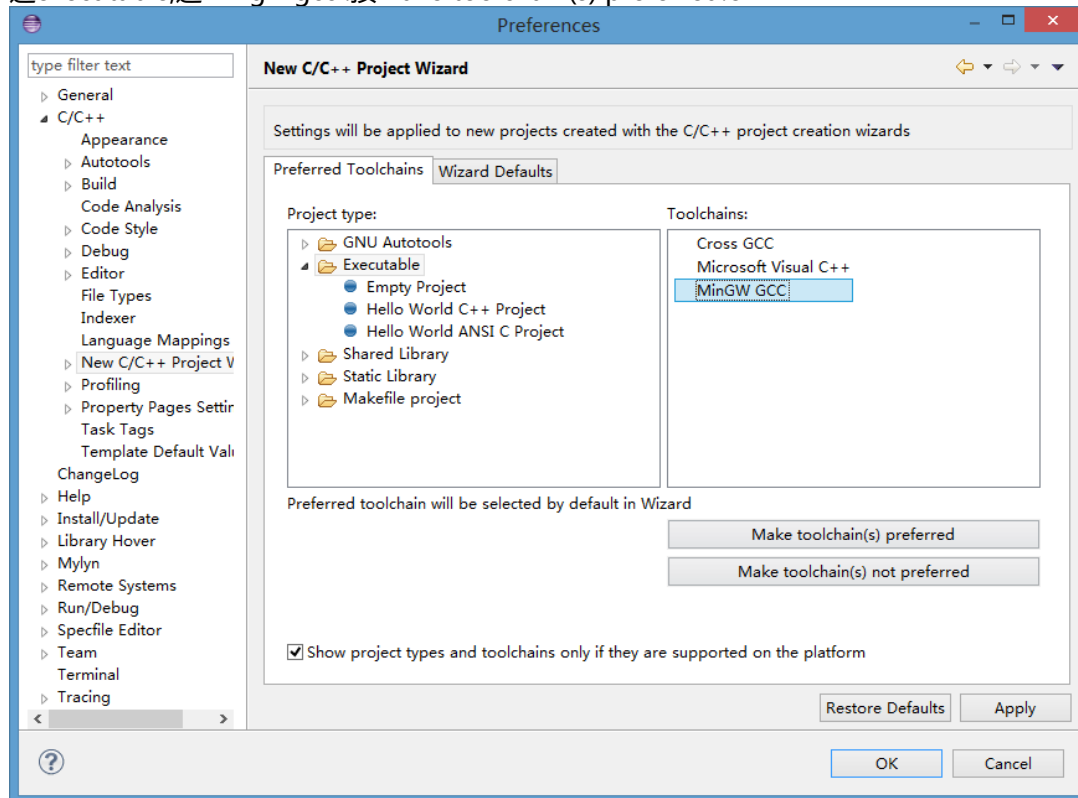 Preferences
type filter text
New C/C++ Project Wizard
General
C/C++
Appearance
Autotools
Build
Code Analysis
Code Style
Debug
Editor
File Types
Indexer
Language Mappings
New C/C++ Project W
Profiling
Property Pages Settin
Task Tags
Template Default Valu
ChangeLog
Help
Install/Update
Library Hover
Mylyn
Remote Systems
Run/Debug
Specfile Editor
Team
Terminal
Tracing
Settings will be applied to new projects created with the C/C++ project creation wizards
Preferred Toolchains
Wizard Defaults
Project type:
GNU Autotools
Executable
Empty Project
Hello World C++ Project
Hello World ANSI C Project
Shared Library
Static Library
Makefile project
Toolchains:
Cross GCC
Microsoft Visual C++
MinGW GCC
Preferred toolchain will be selected by default in Wizard
Make toolchain(s) preferred
Make toolchain(s) not preferred
Show project types and toolchains only if they are supported on the platform
Restore Defaults
Apply
OK
Cancel